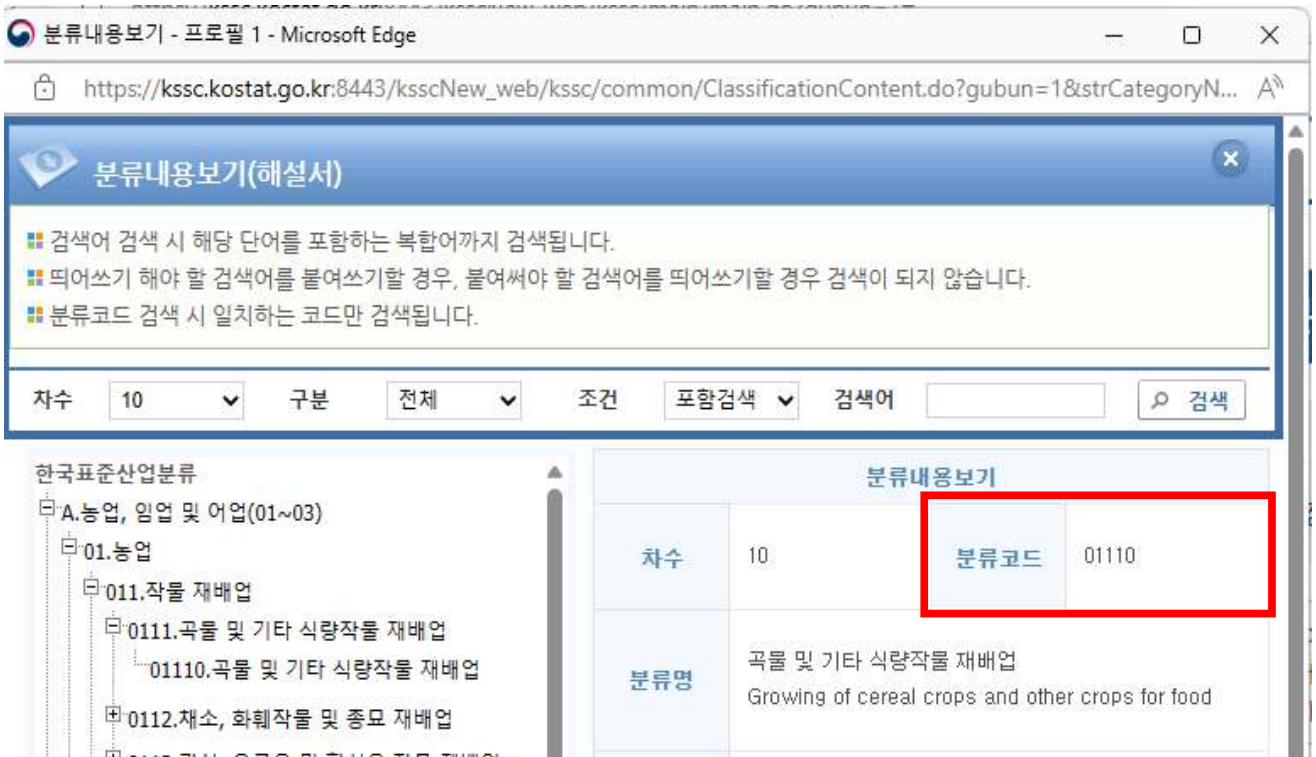 분류내용보기 - 프로필 1 - Microsoft Edge
https://kssc.kostat.go.kr:8443/ksscNew_web/kssc/common/ClassificationContent.do?gubun=1&strCategoryN...
분류내용보기(해설서)
검색어 검색 시 해당 단어를 포함하는 복합어까지 검색됩니다.
띄어쓰기 해야 할 검색어를 붙여쓰기할 경우, 붙여써야 할 검색어를 띄어쓰기할 경우 검색이 되지 않습니다.
분류코드 검색 시 일치하는 코드만 검색됩니다.
차수 10 구분 전체 조건 포함검색 검색어 검색
한국표준산업분류
A.농업, 임업 및 어업(01~03)
01.농업
011.작물 재배업
0111.곡물 및 기타 식량작물 재배업
01110.곡물 및 기타 식량작물 재배업
0112.채소, 화훼작물 및 종묘 재배업
분류내용보기
차수 10 분류코드 01110
분류명
곡물 및 기타 식량작물 재배업
Growing of cereal crops and other crops for food